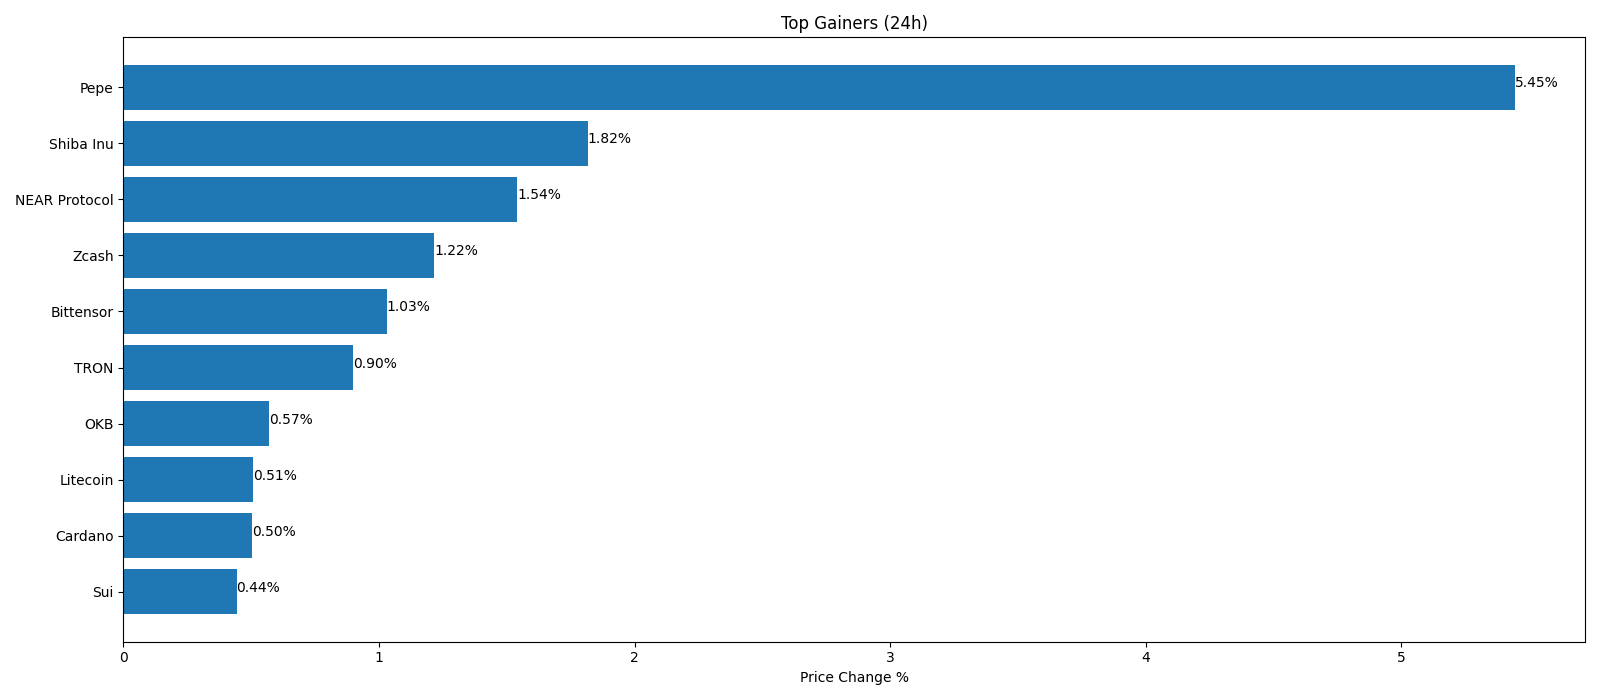 Top Gainers (24h)
Pepe 5.45%
Shiba Inu 1.82%
NEAR Protocol 1.54%
Zcash 1.22%
Bittensor 1.03%
TRON 0.90%
OKB 0.57%
Litecoin 0.51%
Cardano 0.50%
Sui 0.44%
0 1 2 3 4 5
Price Change %